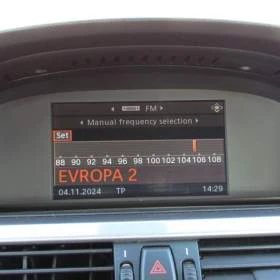 FM
Manual frequency selection
Set
88 90 92 94 96 98 100 102 104 106 108
EVROPA 2
04.11.2024 TP 14:29